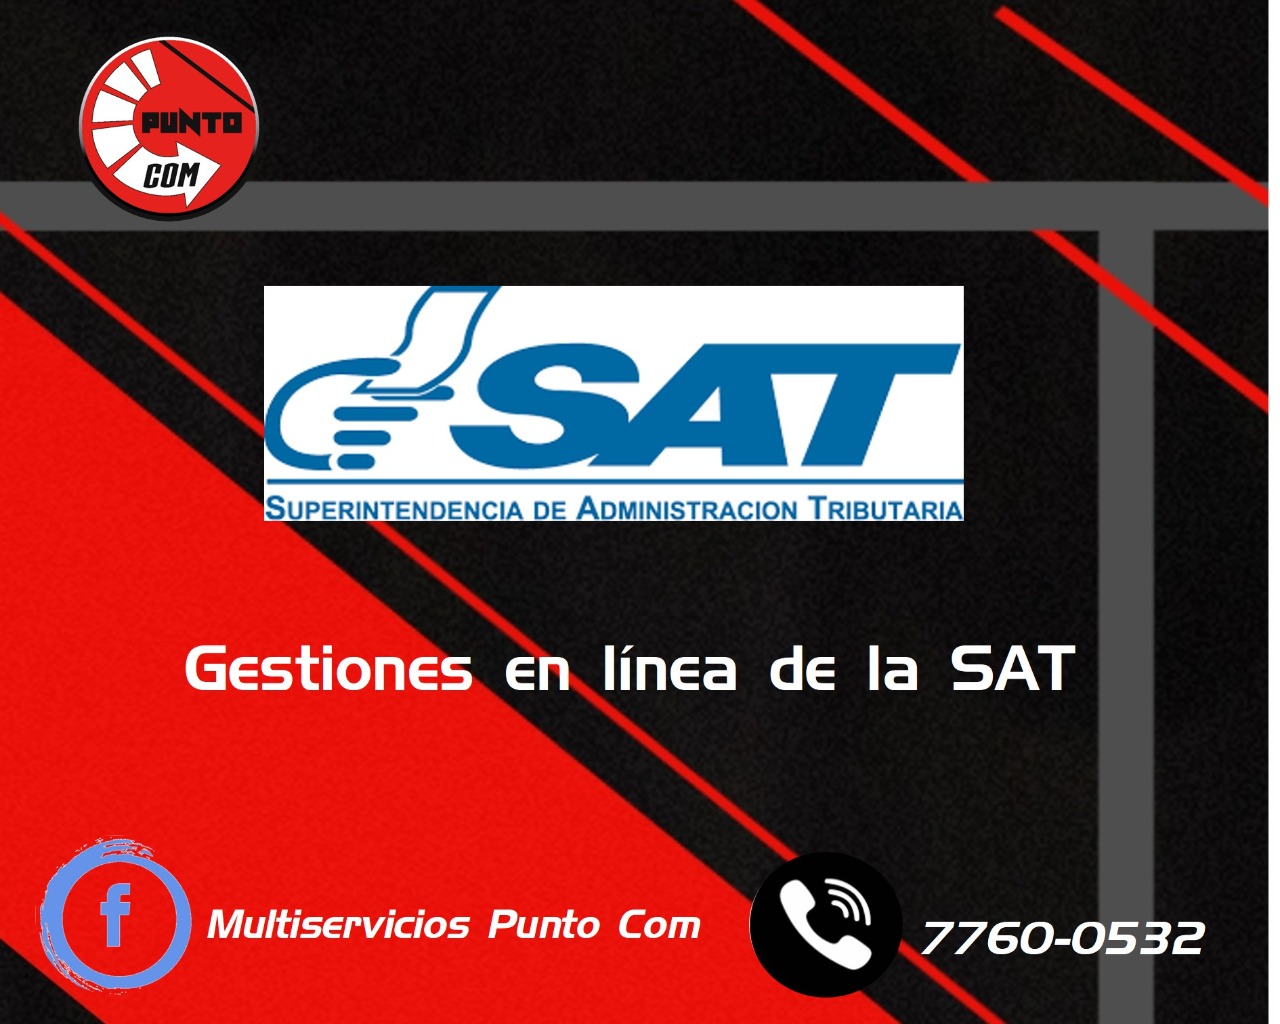 PUNTO
COM
SAT
SUPERINTENDENCIA DE ADMINISTRACION TRIBUTARIA
Gestiones en línea de la SAT
f
Multiservicios Punto Com
7760-0532